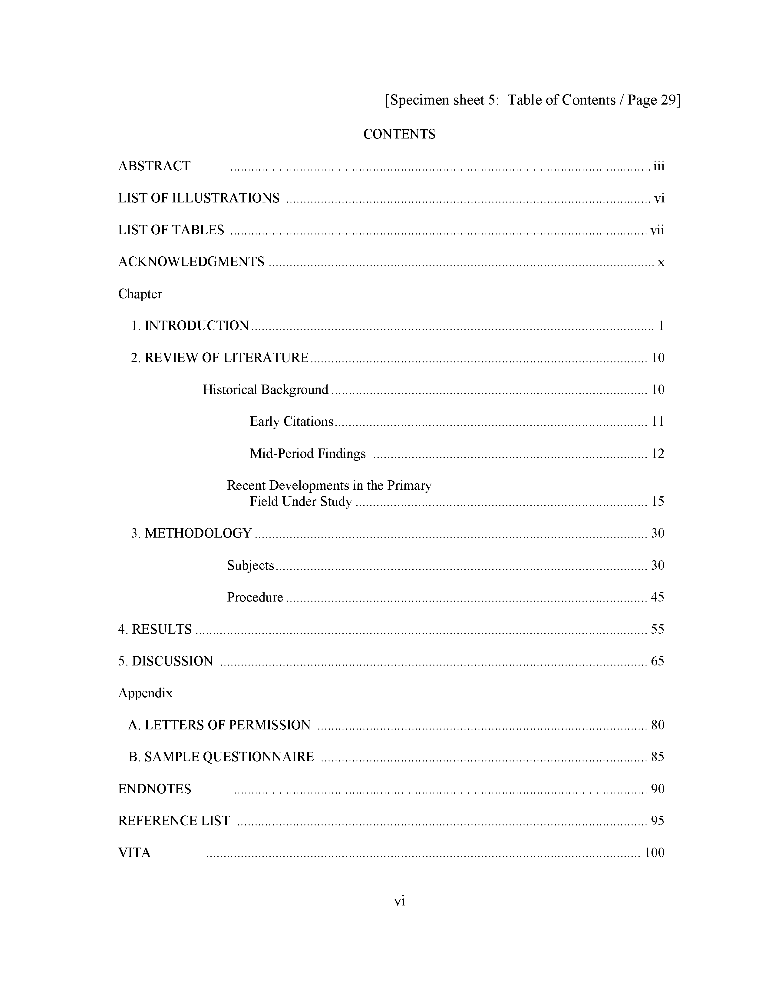 [Specimen sheet 5:  Table of Contents / Page 29]
CONTENTS
ABSTRACT ........ iii
LIST OF ILLUSTRATIONS ........ vi
LIST OF TABLES ........ vii
ACKNOWLEDGMENTS ........ x
Chapter
1. INTRODUCTION ........ 1
2. REVIEW OF LITERATURE ........ 10
Historical Background ........ 10
Early Citations ........ 11
Mid-Period Findings ........ 12
Recent Developments in the Primary
Field Under Study ........ 15
3. METHODOLOGY ........ 30
Subjects ........ 30
Procedure ........ 45
4. RESULTS ........ 55
5. DISCUSSION ........ 65
Appendix
A. LETTERS OF PERMISSION ........ 80
B. SAMPLE QUESTIONNAIRE ........ 85
ENDNOTES ........ 90
REFERENCE LIST ........ 95
VITA ........ 100
vi